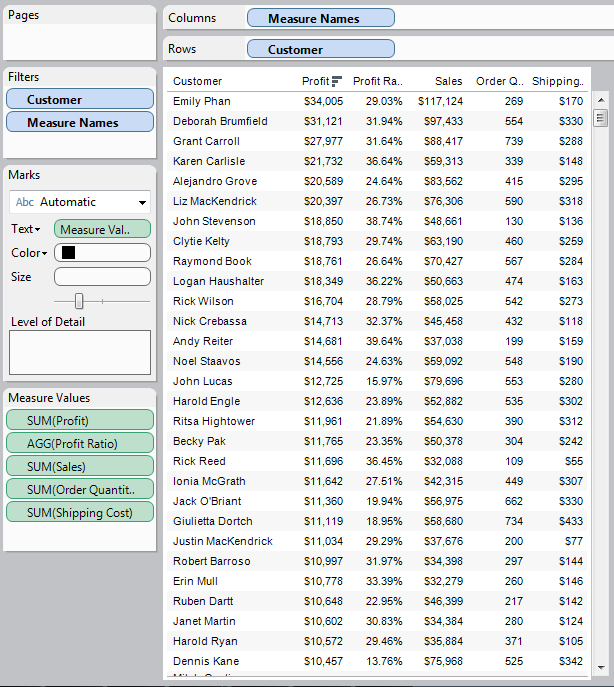 Pages
Columns
Measure Names
Rows
Customer
Filters
Customer
Measure Names
Marks
Abc Automatic
Text
Measure Val..
Color
Size
Level of Detail
Measure Values
SUM(Profit)
AGG(Profit Ratio)
SUM(Sales)
SUM(Order Quantit..
SUM(Shipping Cost)
Customer Profit Profit Ra.. Sales Order Q.. Shipping..
Emily Phan $34,005 29.03% $117,124 269 $170
Deborah Brumfield $31,121 31.94% $97,433 554 $330
Grant Carroll $27,977 31.64% $88,417 739 $288
Karen Carlisle $21,732 36.64% $59,313 339 $148
Alejandro Grove $20,589 24.64% $83,562 415 $295
Liz MacKendrick $20,397 26.73% $76,306 590 $318
John Stevenson $18,850 38.74% $48,661 130 $136
Clytie Kelty $18,793 29.74% $63,190 460 $259
Raymond Book $18,761 26.64% $70,427 567 $284
Logan Haushalter $18,349 36.22% $50,663 474 $163
Rick Wilson $16,704 28.79% $58,025 542 $273
Nick Crebassa $14,713 32.37% $45,458 432 $118
Andy Reiter $14,681 39.64% $37,038 199 $159
Noel Staavos $14,556 24.63% $59,092 548 $190
John Lucas $12,725 15.97% $79,696 553 $280
Harold Engle $12,636 23.89% $52,882 535 $302
Ritsa Hightower $11,961 21.89% $54,630 390 $312
Becky Pak $11,765 23.35% $50,378 304 $242
Rick Reed $11,696 36.45% $32,088 109 $55
Ionia McGrath $11,642 27.51% $42,315 449 $307
Jack O'Briant $11,360 19.94% $56,975 662 $330
Giulietta Dortch $11,119 18.95% $58,680 734 $433
Justin MacKendrick $11,034 29.29% $37,676 200 $77
Robert Barroso $10,997 31.97% $34,398 297 $144
Erin Mull $10,778 33.39% $32,279 260 $146
Ruben Dartt $10,648 22.95% $46,399 217 $142
Janet Martin $10,602 30.83% $34,384 280 $124
Harold Ryan $10,572 29.46% $35,884 371 $105
Dennis Kane $10,457 13.76% $75,968 525 $342